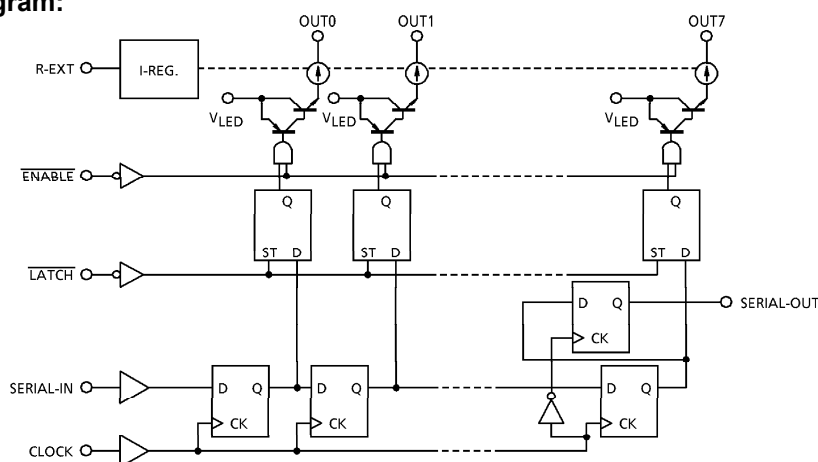 gram:
OUT0 OUT1 OUT7
R-EXT I-REG.
VLED VLED VLED
ENABLE
Q Q Q
ST D ST D ST D
LATCH
D Q SERIAL-OUT
CK
SERIAL-IN D Q D Q D Q
CK CK CK
CLOCK